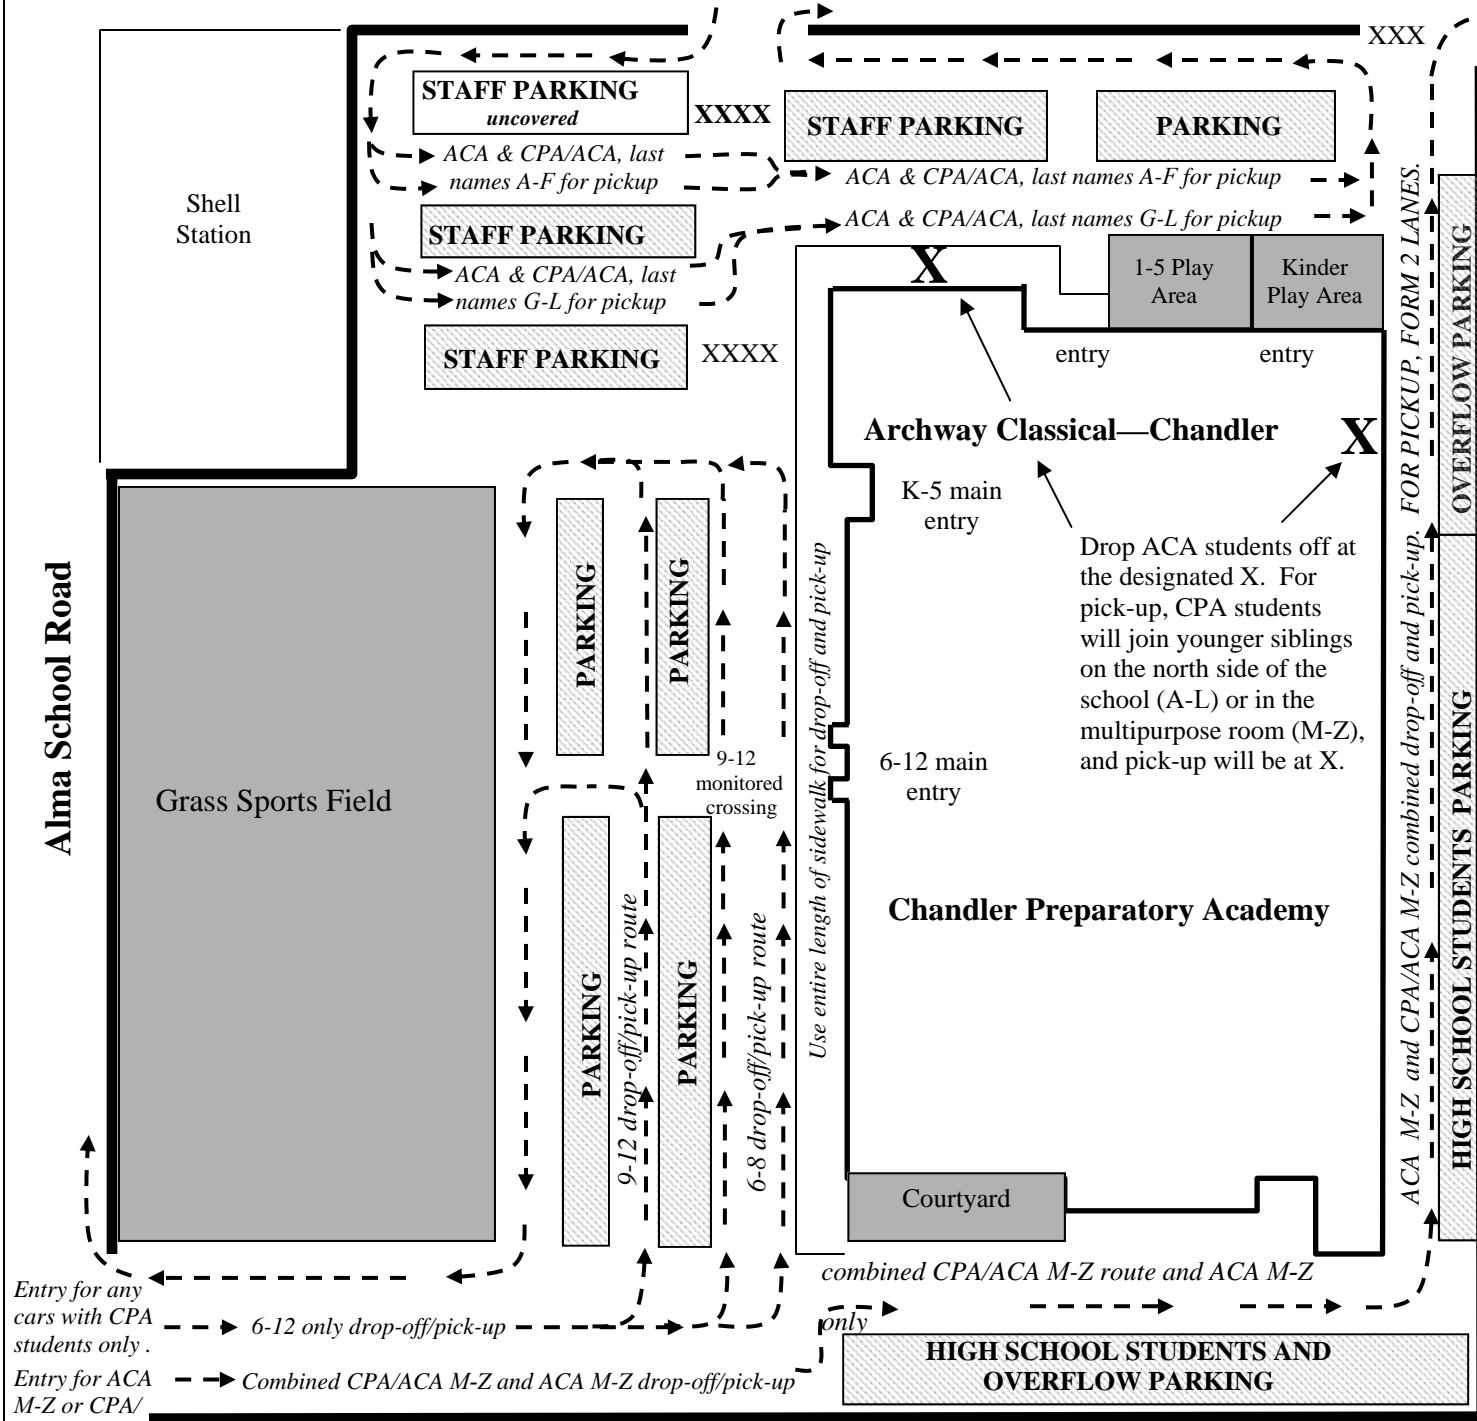 XXX
STAFF PARKING
uncovered
XXXX
STAFF PARKING
PARKING
ACA & CPA/ACA, last
names A-F for pickup
ACA & CPA/ACA, last names A-F for pickup
Shell
Station
STAFF PARKING
ACA & CPA/ACA, last names G-L for pickup
ACA & CPA/ACA, last
names G-L for pickup
X
1-5 Play
Area
Kinder
Play Area
STAFF PARKING
XXXX
entry
entry
Archway Classical—Chandler
X
K-5 main
entry
Drop ACA students off at
the designated X. For
pick-up, CPA students
will join younger siblings
on the north side of the
school (A-L) or in the
multipurpose room (M-Z),
and pick-up will be at X.
Alma School Road
Grass Sports Field
PARKING
PARKING
9-12
monitored
crossing
PARKING
PARKING
9-12 drop-off/pick-up route
6-8 drop-off/pick-up route
Use entire length of sidewalk for drop-off and pick-up
6-12 main
entry
Chandler Preparatory Academy
Courtyard
ACA M-Z and CPA/ACA M-Z combined drop-off and pick-up. FOR PICKUP, FORM 2 LANES.
OVERFLOW PARKING
HIGH SCHOOL STUDENTS PARKING
combined CPA/ACA M-Z route and ACA M-Z
only
Entry for any
cars with CPA
students only .
6-12 only drop-off/pick-up
HIGH SCHOOL STUDENTS AND
OVERFLOW PARKING
Entry for ACA
M-Z or CPA/
Combined CPA/ACA M-Z and ACA M-Z drop-off/pick-up